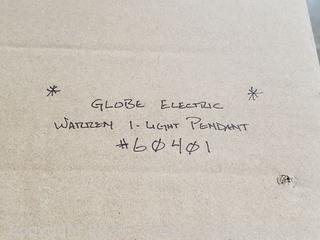 * GLOBE ELECTRIC *
WARREN 1-LIGHT PENDANT
#60401